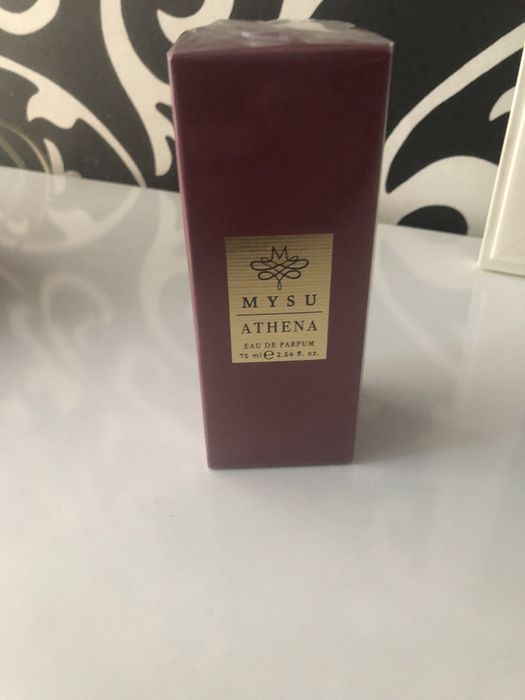 M
MYSU
ATHENA
EAU DE PARFUM
75 ml ℮ 2.54 fl. oz.